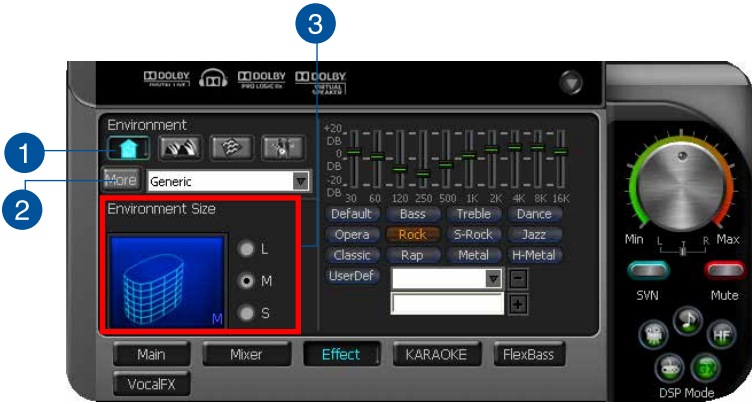 3
DOLBY DOLBY DOLBY
DIGITAL LIVE PRO LOGIC IIx VIRTUAL
SPEAKER
Environment
1
2
More Generic
Environment Size
L
M
S
M
+20
DB
0
DB
-20
DB 30 60 120 250 500 1K 2K 4K 8K 16K
Default Bass Treble Dance
Opera Rock S-Rock Jazz
Classic Rap Metal H-Metal
UserDef
Min L T R Max
SVN Mute
HF
GX
DSP Mode
Main Mixer Effect KARAOKE FlexBass
VocalFX